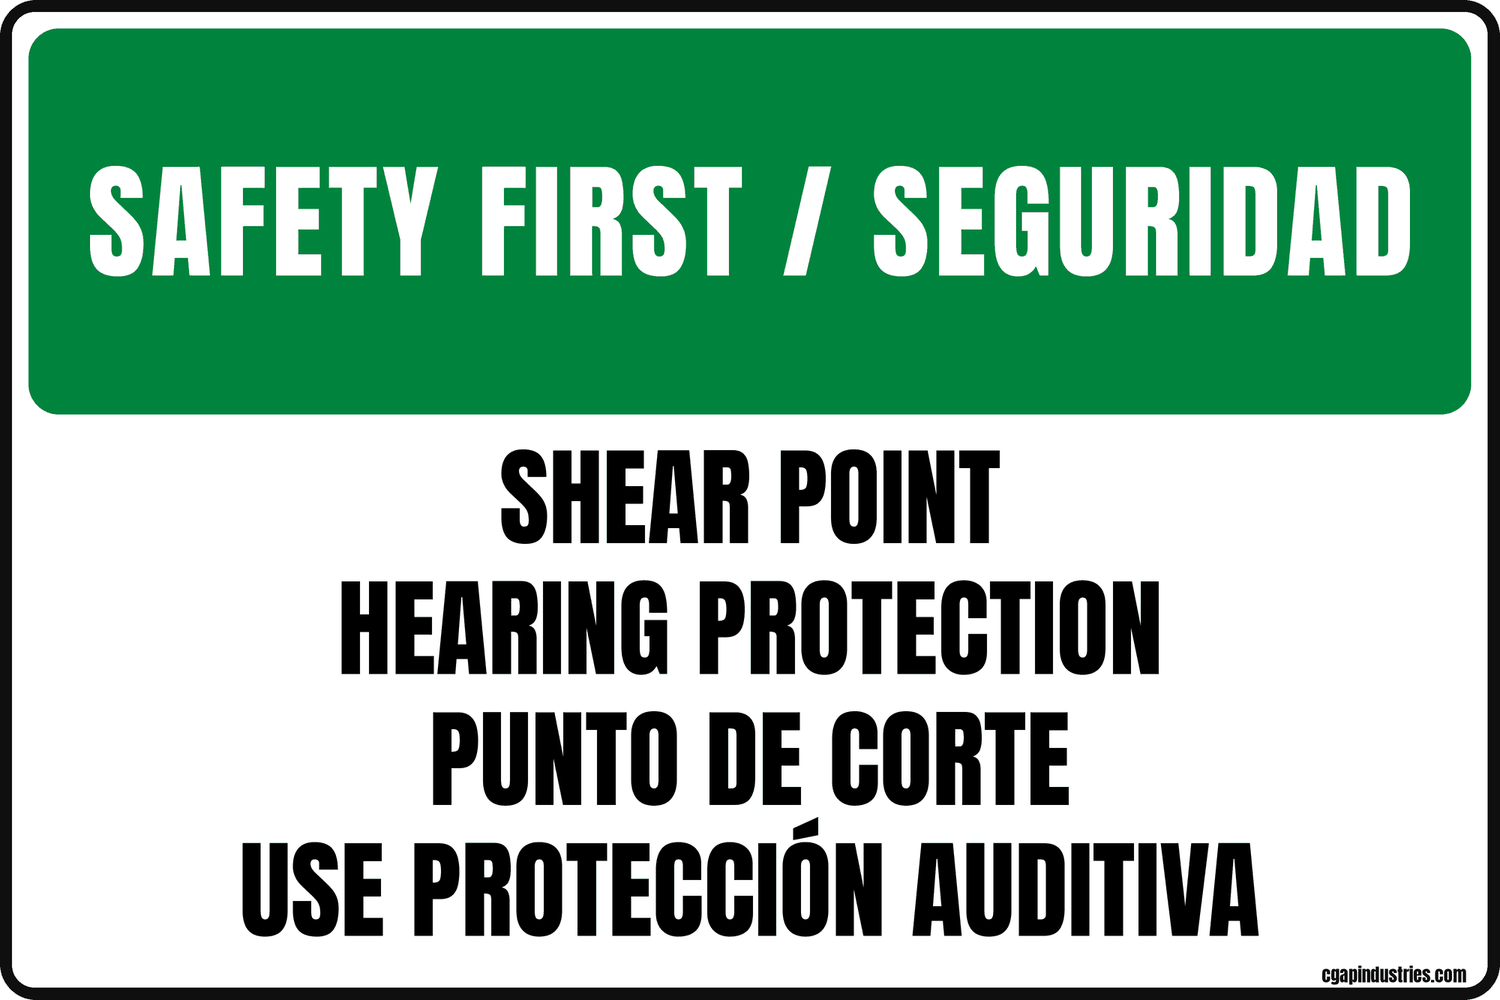 SAFETY FIRST / SEGURIDAD
SHEAR POINT
HEARING PROTECTION
PUNTO DE CORTE
USE PROTECCIÓN AUDITIVA
cgapindustries.com